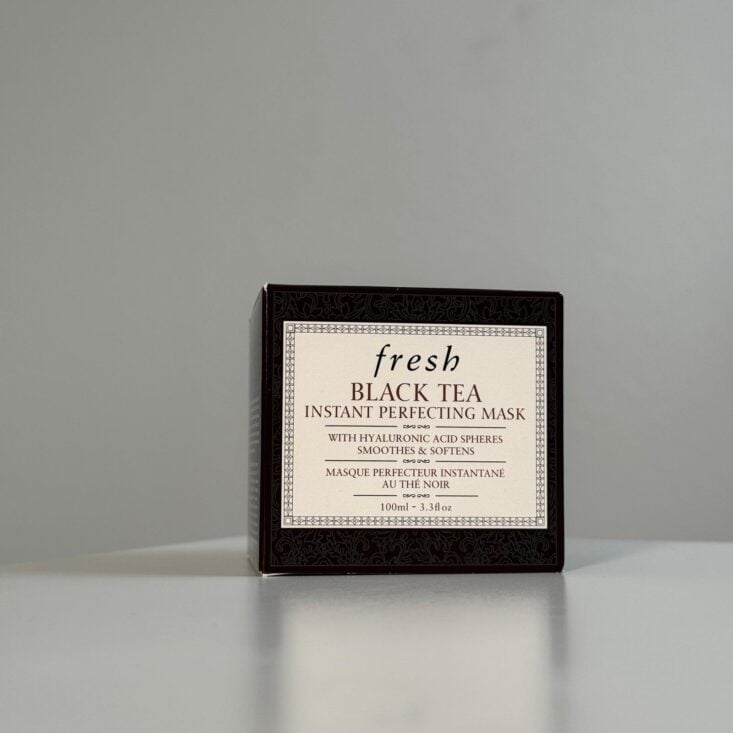 fresh
BLACK TEA
INSTANT PERFECTING MASK
WITH HYALURONIC ACID SPHERES
SMOOTHES & SOFTENS
MASQUE PERFECTEUR INSTANTANÉ
AU THÉ NOIR
100ml - 3.3fl oz